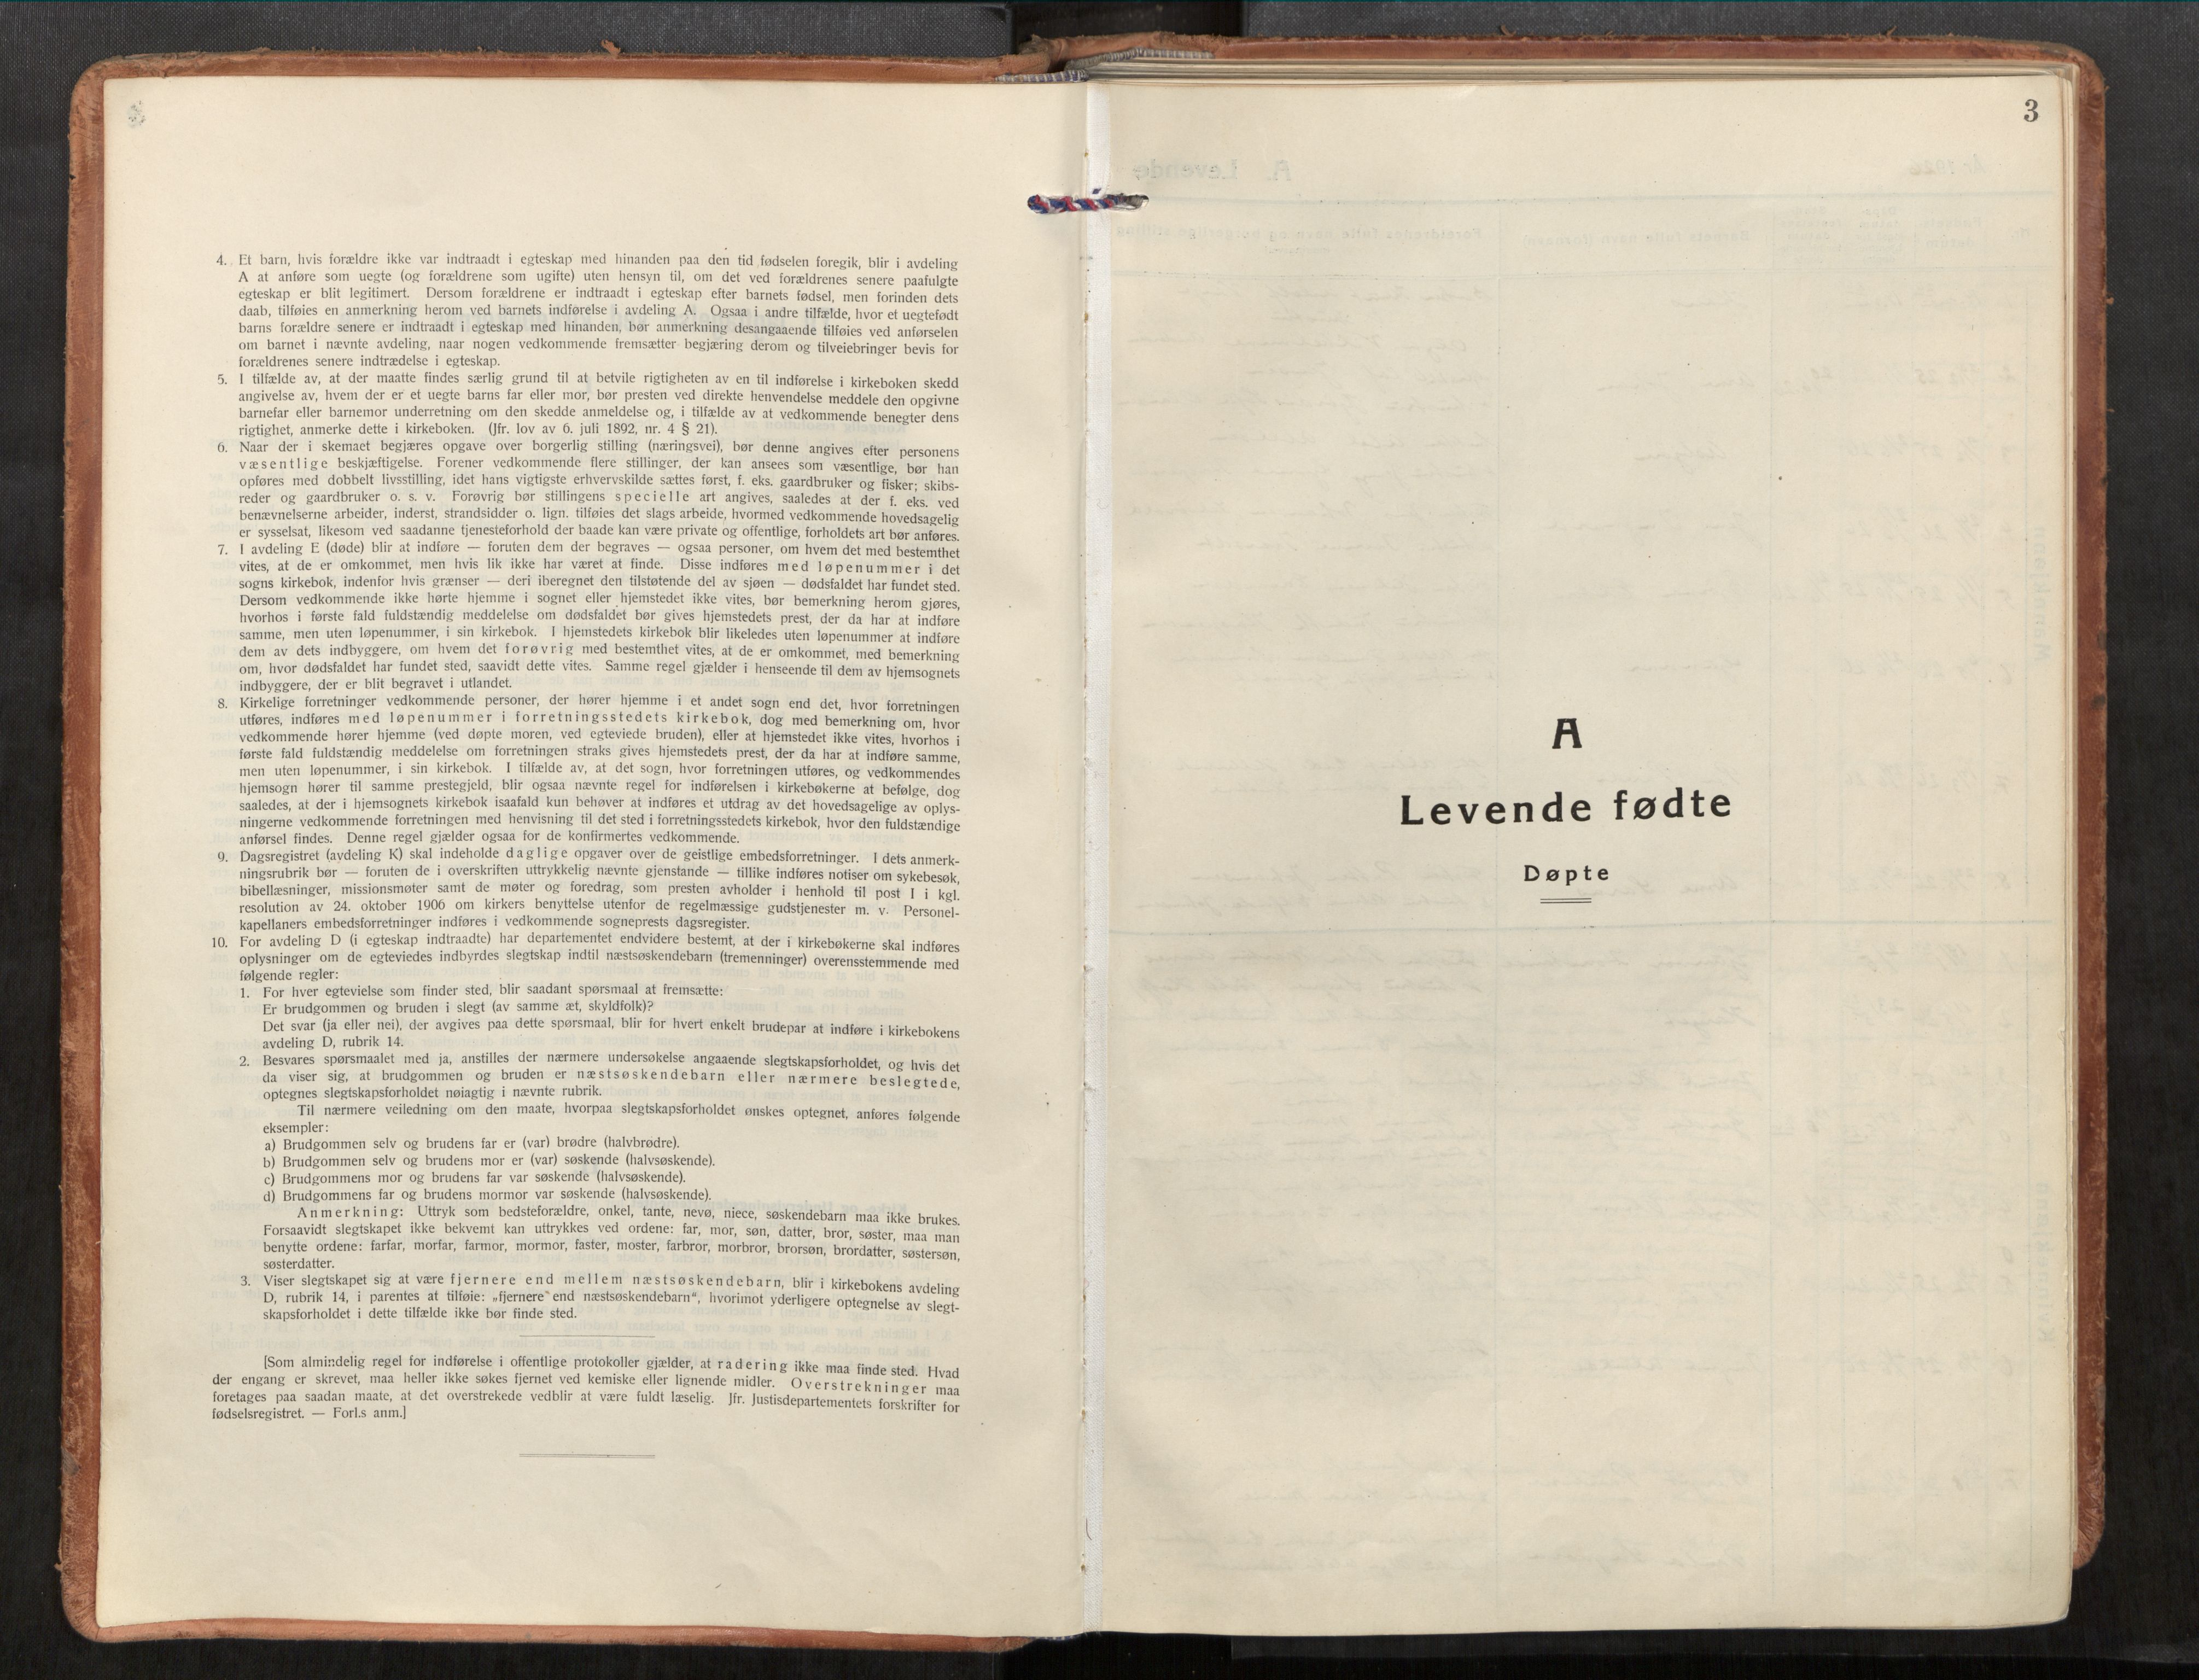 4. Et barn, hvis forældre ikke var indtraadt i egteskap med hinanden paa den tid fødselen foregik, blir i avdeling
A at anføre som uegte (og forældrene som ugifte) uten hensyn til, om det ved forældrenes senere paafulgte
egteskap er blit legitimert. Dersom forældrene er indtraadt i egteskap efter barnets fødsel, men forinden dets
daab, tilføies en anmerkning herom ved barnets indførelse i avdeling A. Ogsaa i andre tilfælde, hvor et uegtefødt
barns forældre senere er indtraadt i egteskap med hinanden, bør anmerkning desangaaende tilføies ved anførselen
om barnet i nævnte avdeling, naar nogen vedkommende fremsætter begjæring derom og tilveiebringer bevis for
forældrenes senere indtrædelse i egteskap.
5. I tilfælde av, at der maatte findes særlig grund til at betvile rigtigheten av en til indførelse i kirkeboken skedd
angivelse av, hvem der er et uegte barns far eller mor, bør presten ved direkte henvendelse meddele den opgivne
barnefar eller barnemor underretning om den skedde anmeldelse og, i tilfælde av at vedkommende benegter dens
rigtighet, anmerke dette i kirkeboken. (Jfr. lov av 6. juli 1892, nr. 4 § 21).
6. Naar der i skemaet begjæres opgave over borgerlig stilling (næringsvei), bør denne angives efter personens
væsentlige beskjæftigelse. Forener vedkommende flere stillinger, der kan ansees som væsentlige, bør han
opføres med dobbelt livsstilling, idet hans vigtigste erhvervskilde sættes først, f. eks. gaardbruker og fisker; skibs-
reder og gaardbruker o. s. v. Forøvrig bør stillingens specielle art angives, saaledes at der f. eks. ved
benævnelserne arbeider, inderst, strandsidder o. lign. tilføies det slags arbeide, hvormed vedkommende hovedsagelig
er sysselsat, likesom ved saadanne tjenesteforhold der baade kan være private og offentlige, forholdets art bør anføres.
7. I avdeling E (døde) blir at indføre — foruten dem der begraves — ogsaa personer, om hvem det med bestemthet
vites, at de er omkommet, men hvis lik ikke har været at finde. Disse indføres med løpenummer i det
sogns kirkebok, indenfor hvis grænser — deri iberegnet den tilstøtende del av sjøen — dødsfaldet har fundet sted.
Dersom vedkommende ikke hørte hjemme i sognet eller hjemstedet ikke vites, bør bemerkning herom gjøres,
hvorhos i første fald fuldstændig meddelelse om dødsfaldet bør gives hjemstedets prest, der da har at indføre
samme, men uten løpenummer, i sin kirkebok. I hjemstedets kirkebok blir likeledes uten løpenummer at indføre
dem av dets indbyggere, om hvem det forøvrig med bestemthet vites, at de er omkommet, med bemerkning
om, hvor dødsfaldet har fundet sted, saavidt dette vites. Samme regel gjælder i henseende til dem av hjemsognets
indbyggere, der er blit begravet i utlandet.
8. Kirkelige forretninger vedkommende personer, der hører hjemme i et andet sogn end det, hvor forretningen
utføres, indføres med løpenummer i forretningsstedets kirkebok, dog med bemerkning om, hvor
vedkommende hører hjemme (ved døpte moren, ved egteviede bruden), eller at hjemstedet ikke vites, hvorhos i
første fald fuldstændig meddelelse om forretningen straks gives hjemstedets prest, der da har at indføre samme,
men uten løpenummer, i sin kirkebok. I tilfælde av, at det sogn, hvor forretningen utføres, og vedkommendes
hjemsogn hører til samme prestegjeld, blir ogsaa nævnte regel for indførelsen i kirkebøkerne at befølge, dog
saaledes, at der i hjemsognets kirkebok isaafald kun behøver at indføres et utdrag av det hovedsagelige av oplys-
ningerne vedkommende forretningen med henvisning til det sted i forretningsstedets kirkebok, hvor den fuldstændige
anførsel findes. Denne regel gjælder ogsaa for de konfirmertes vedkommende.
9. Dagsregistret (avdeling K) skal indeholde daglige opgaver over de geistlige embedsforretninger. I dets anmerk-
ningsrubrik bør — foruten de i overskriften uttrykkelig nævnte gjenstande — tillike indføres notiser om sykebesøk,
bibellæsninger, missionsmøter samt de møter og foredrag, som presten avholder i henhold til post I i kgl.
resolution av 24. oktober 1906 om kirkers benyttelse utenfor de regelmæssige gudstjenester m. v. Personel-
kapellaners embedsforretninger indføres i vedkommende sogneprests dagsregister.
10. For avdeling D (i egteskap indtraadte) har departementet endvidere bestemt, at der i kirkebøkerne skal indføres
oplysninger om de egteviedes indbyrdes slegtskap indtil næstsøskendebarn (tremenninger) overensstemmende med
følgende regler:
1. For hver egtevielse som finder sted, blir saadant spørsmaal at fremsætte:
Er brudgommen og bruden i slegt (av samme æt, skyldfolk)?
Det svar (ja eller nei), der avgives paa dette spørsmaal, blir for hvert enkelt brudepar at indføre i kirkebokens
avdeling D, rubrik 14.
2. Besvares spørsmaalet med ja, anstilles der nærmere undersøkelse angaaende slegtskapsforholdet, og hvis det
da viser sig, at brudgommen og bruden er næstsøskendebarn eller nærmere beslegtede,
optegnes slegtskapsforholdet nøiagtig i nævnte rubrik.
Til nærmere veiledning om den maate, hvorpaa slegtskapsforholdet ønskes optegnet, anføres følgende
eksempler:
a) Brudgommen selv og brudens far er (var) brødre (halvbrødre).
b) Brudgommen selv og brudens mor er (var) søskende (halvsøskende).
c) Brudgommens mor og brudens far var søskende (halvsøskende).
d) Brudgommens far og brudens mormor var søskende (halvsøskende).
Anmerkning: Uttryk som bedsteforældre, onkel, tante, nevø, niece, søskendebarn maa ikke brukes.
Forsaavidt slegtskapet ikke bekvemt kan uttrykkes ved ordene: far, mor, søn, datter, bror, søster, maa man
benytte ordene: farfar, morfar, farmor, mormor, faster, moster, farbror, morbror, brorsøn, brordatter, søstersøn,
søsterdatter.
3. Viser slegtskapet sig at være fjernere end mellem næstsøskendebarn, blir i kirkebokens avdeling
D, rubrik 14, i parentes at tilføie: „fjernere end næstsøskendebarn“, hvorimot yderligere optegnelse av slegt-
skapsforholdet i dette tilfælde ikke bør finde sted.
[Som almindelig regel for indførelse i offentlige protokoller gjælder, at radering ikke maa finde sted. Hvad
der engang er skrevet, maa heller ikke søkes fjernet ved kemiske eller lignende midler. Overstrekninger maa
foretages paa saadan maate, at det overstrekede vedblir at være fuldt læselig. Jfr. Justisdepartementets forskrifter for
fødselsregistret. — Forl.s anm.]
3
A
Levende fødte
Døpte